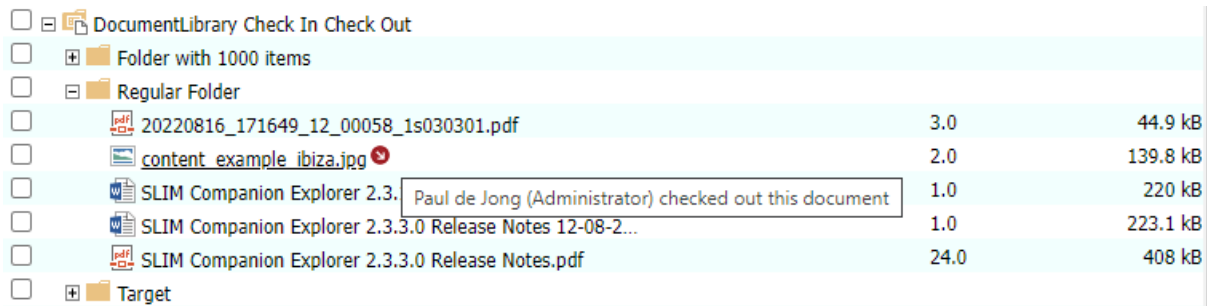 DocumentLibrary Check In Check Out
Folder with 1000 items
Regular Folder
20220816_171649_12_00058_1s030301.pdf 3.0 44.9 kB
content_example_ibiza.jpg 2.0 139.8 kB
SLIM Companion Explorer 2.3. 1.0 220 kB
Paul de Jong (Administrator) checked out this document
SLIM Companion Explorer 2.3.3.0 Release Notes 12-08-2... 1.0 223.1 kB
SLIM Companion Explorer 2.3.3.0 Release Notes.pdf 24.0 408 kB
Target